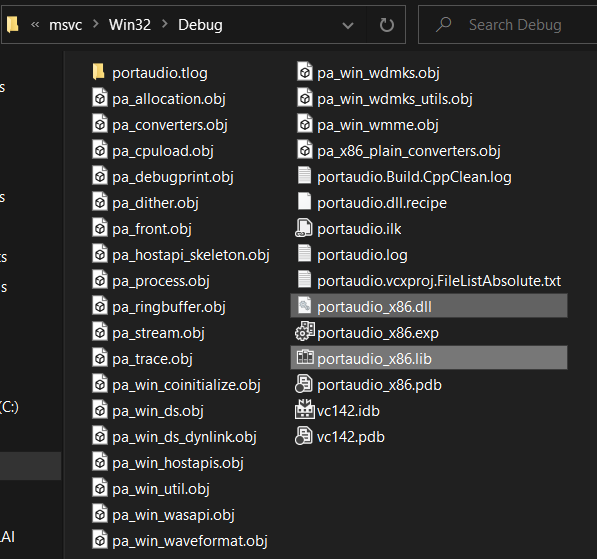 « msvc > Win32 > Debug
Search Debug
portaudio.tlog
pa_allocation.obj
pa_converters.obj
pa_cpuload.obj
pa_debugprint.obj
pa_dither.obj
pa_front.obj
pa_hostapi_skeleton.obj
pa_process.obj
pa_ringbuffer.obj
pa_stream.obj
pa_trace.obj
pa_win_coinitialize.obj
pa_win_ds.obj
pa_win_ds_dynlink.obj
pa_win_hostapis.obj
pa_win_util.obj
pa_win_wasapi.obj
pa_win_waveformat.obj
pa_win_wdmks.obj
pa_win_wdmks_utils.obj
pa_win_wmme.obj
pa_x86_plain_converters.obj
portaudio.Build.CppClean.log
portaudio.dll.recipe
portaudio.ilk
portaudio.log
portaudio.vcxproj.FileListAbsolute.txt
portaudio_x86.dll
portaudio_x86.exp
portaudio_x86.lib
portaudio_x86.pdb
vc142.idb
vc142.pdb
s
s
ts
s
(C:)
.AI